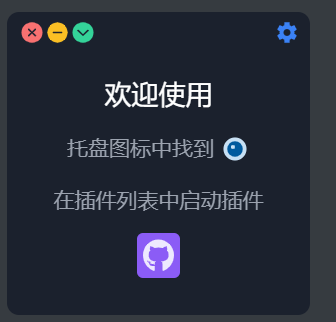 欢迎使用
托盘图标中找到
在插件列表中启动插件